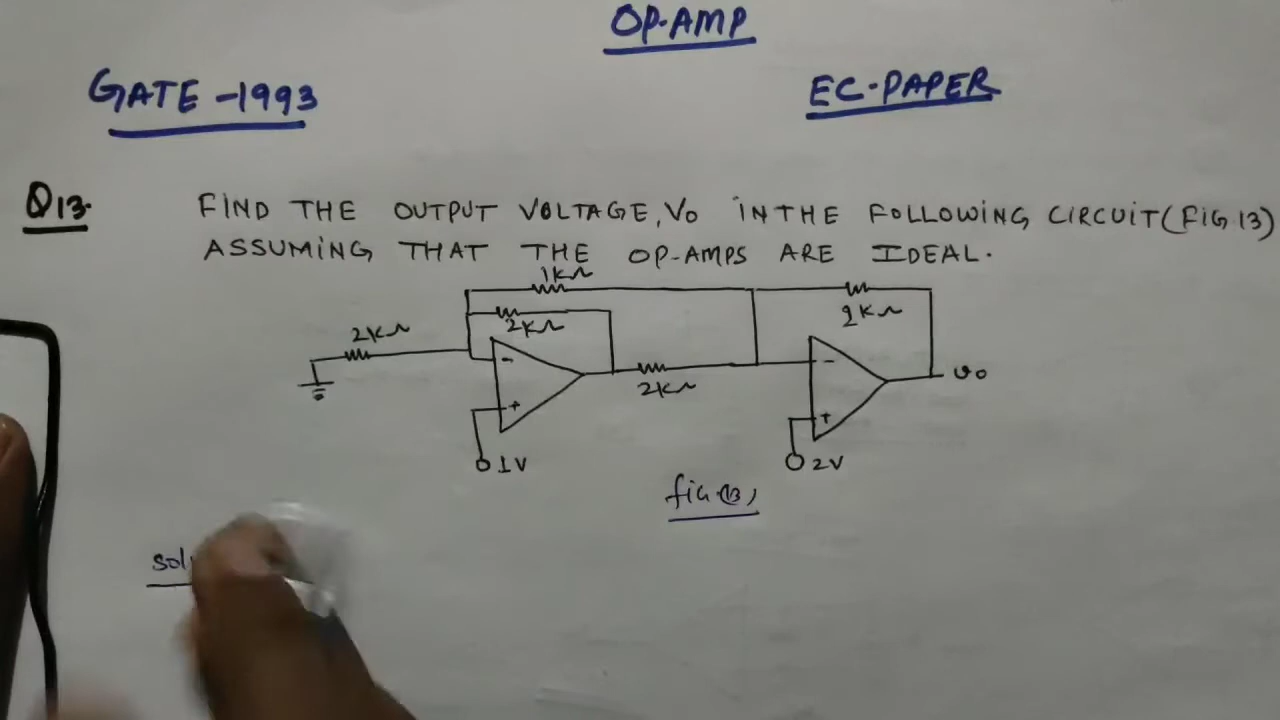 OP-AMP
GATE-1993
EC-PAPER
Q13. FIND THE OUTPUT VOLTAGE, Vo IN THE FOLLOWING CIRCUIT (FIG 13)
ASSUMING THAT THE OP-AMPS ARE IDEAL.
1KΩ
2KΩ
2KΩ
2KΩ
2KΩ
-
+
-
+
vo
1V
2V
fig (13)